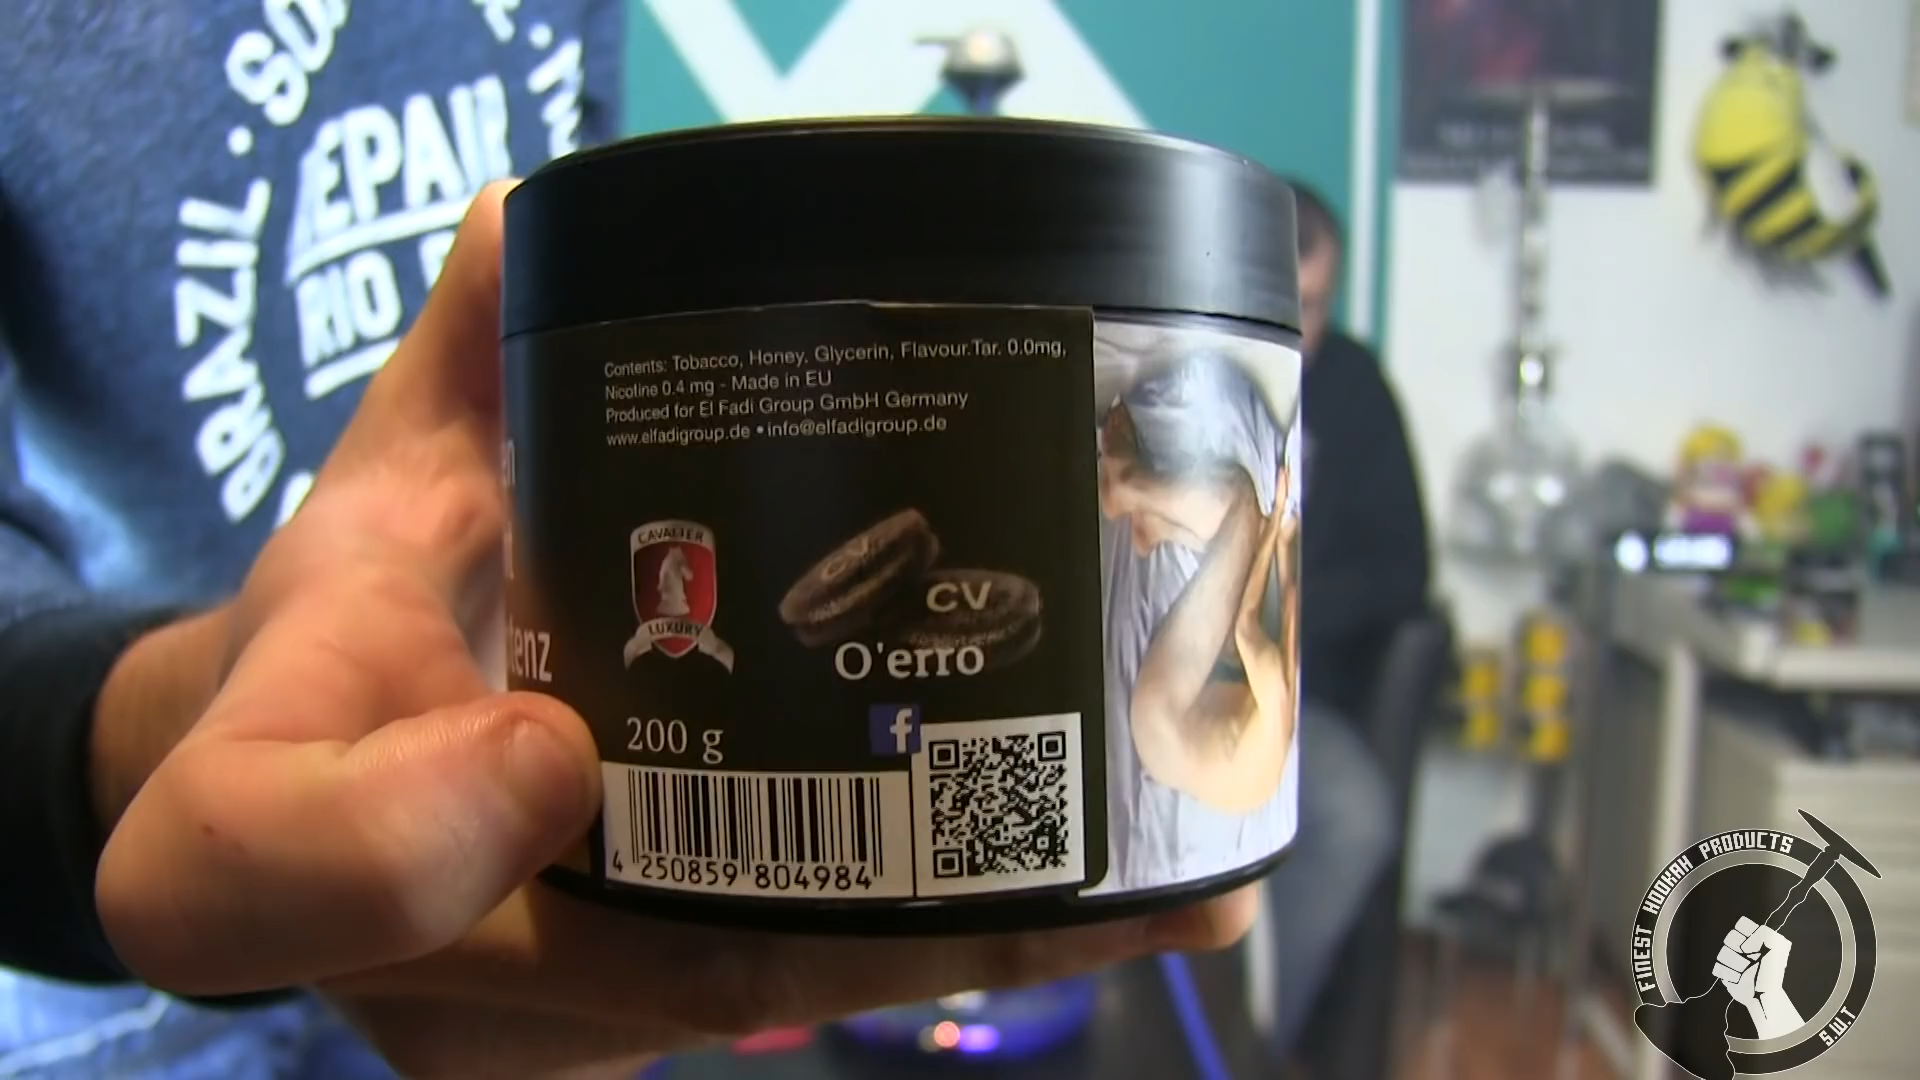 BRAZIL
REPAIR
RIO
Contents: Tobacco, Honey. Glycerin, Flavour.Tar. 0.0mg,
Nicotine 0.4 mg - Made in EU
Produced for El Fadi Group GmbH Germany
www.elfadigroup.de • info@elfadigroup.de
CAVALIER
LUXURY
CV
CV
O'erro
200 g
f
4 250859 804984
FINEST HOOKAH PRODUCTS
S.W.T